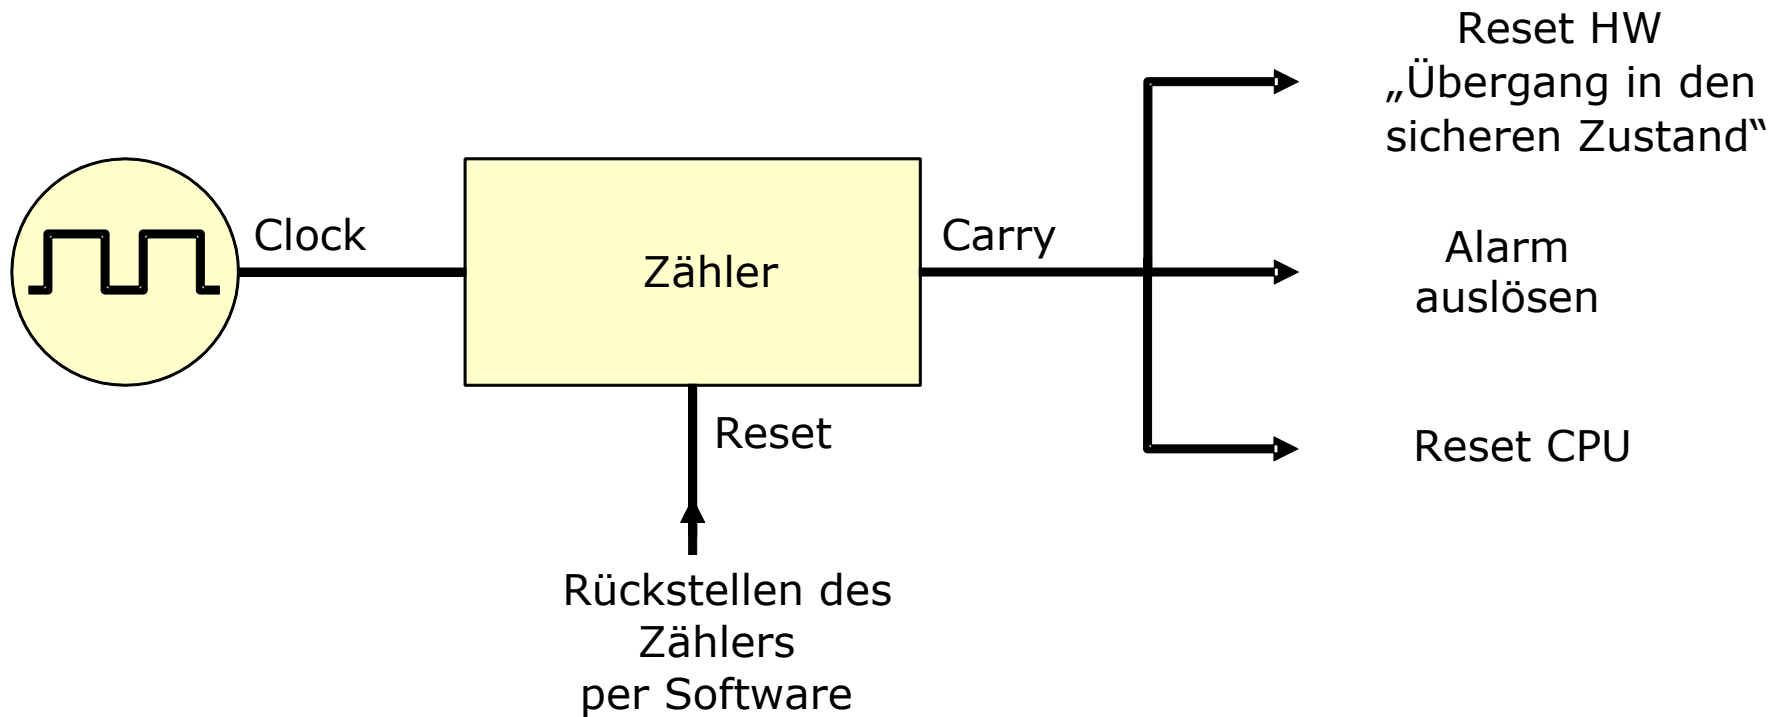 Reset HW
„Übergang in den
sicheren Zustand“
Clock
Zähler
Carry
Alarm
auslösen
Reset
Reset CPU
Rückstellen des
Zählers
per Software